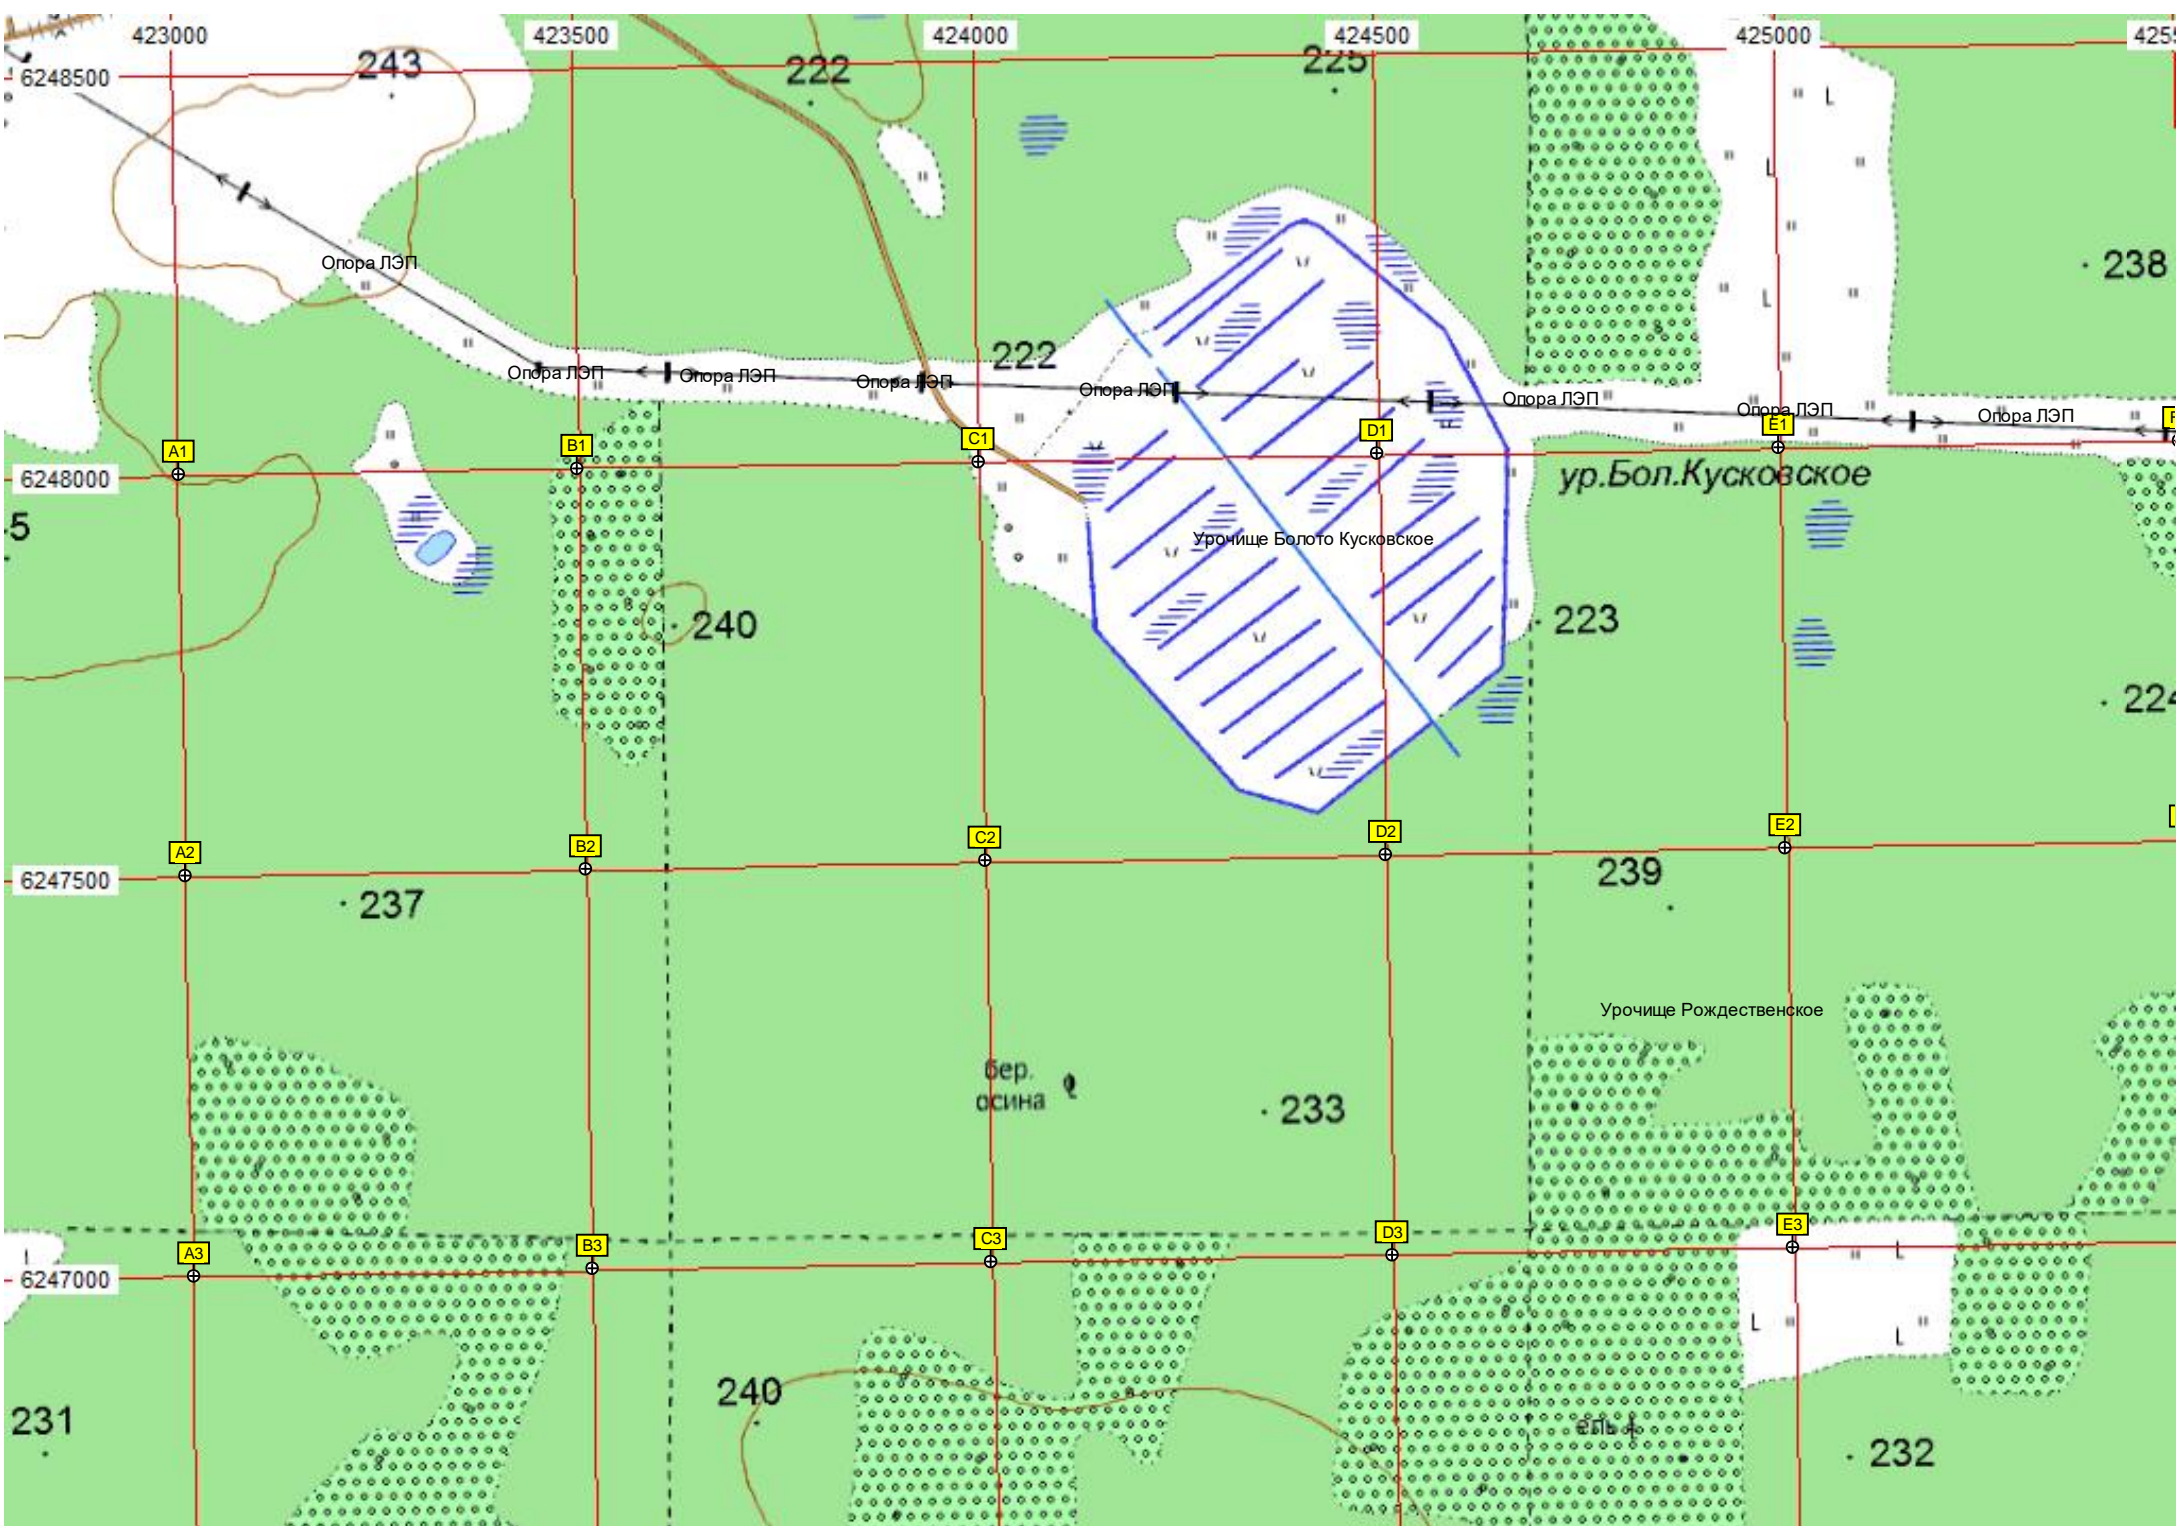 423000
423500
424000
424500
425000
6248500
243
222
225
238
Опора ЛЭП
222
Опора ЛЭП
Опора ЛЭП
Опора ЛЭП
Опора ЛЭП
Опора ЛЭП
Опора ЛЭП
Опора ЛЭП
A1
B1
C1
D1
E1
6248000
ур.Бол.Кусковское
5
Урочище Болото Кусковское
240
223
224
A2
B2
C2
D2
E2
6247500
237
239
Урочище Рождественское
бер.
осина
233
A3
B3
C3
D3
E3
6247000
240
231
ель
232